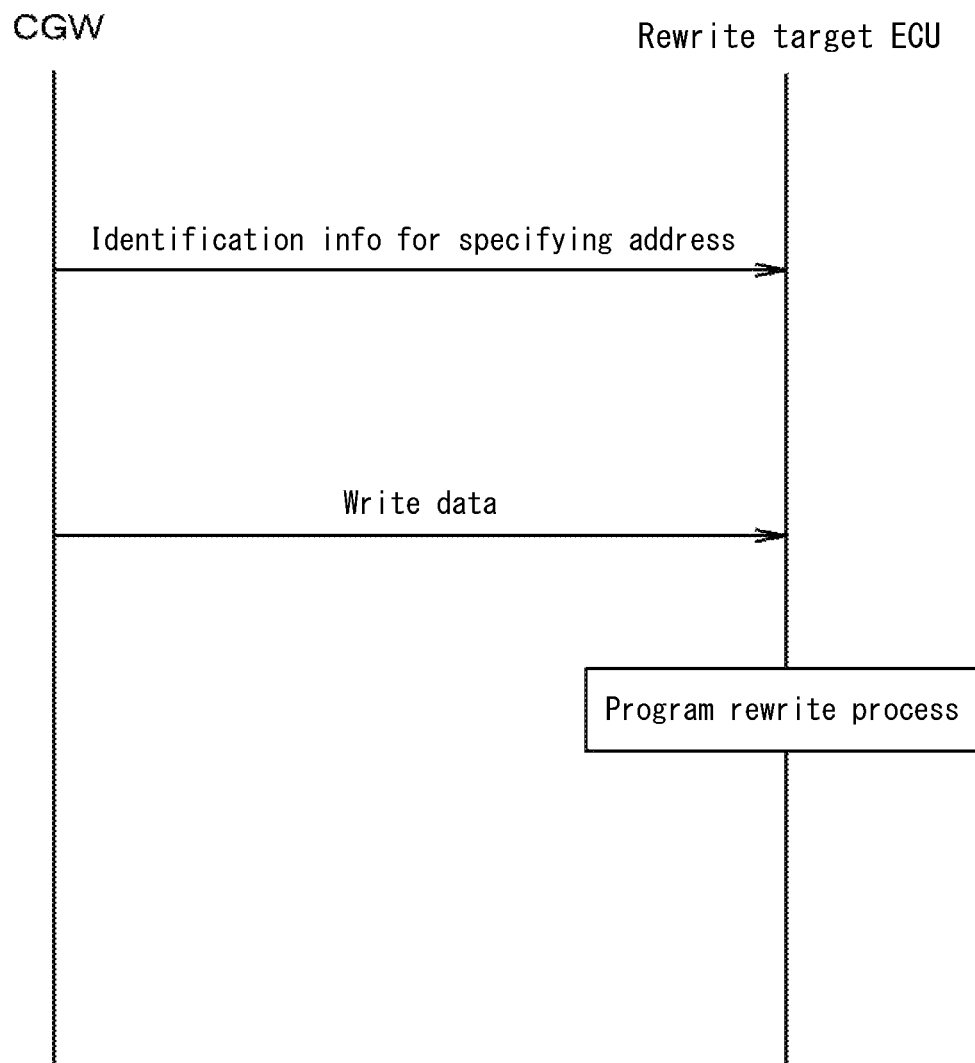 CGW
Rewrite target ECU
Identification info for specifying address
Write data
Program rewrite process